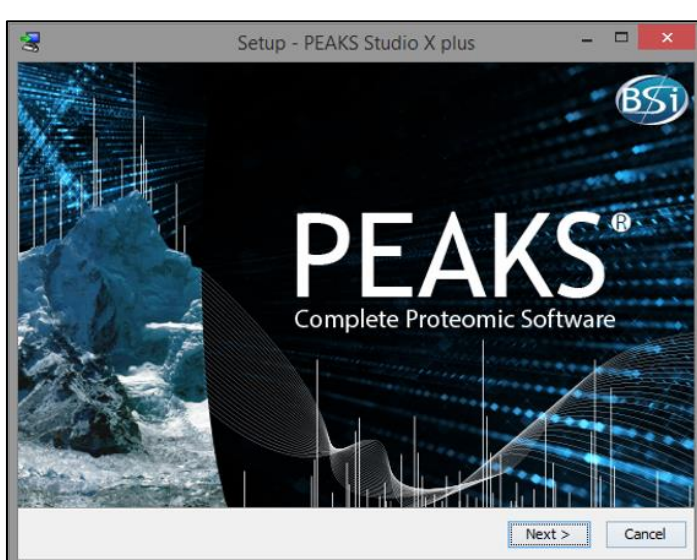 Setup - PEAKS Studio X plus
BSi
PEAKS®
Complete Proteomic Software
Next >
Cancel